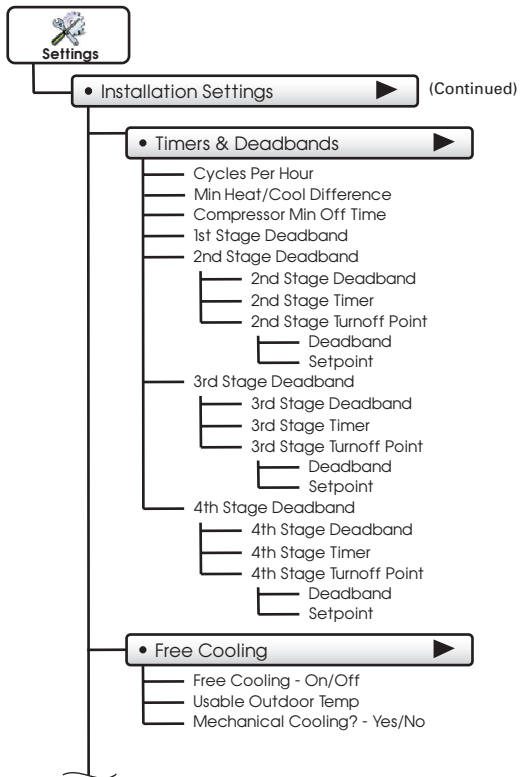 Settings
• Installation Settings
(Continued)
• Timers & Deadbands
Cycles Per Hour
Min Heat/Cool Difference
Compressor Min Off Time
1st Stage Deadband
2nd Stage Deadband
2nd Stage Deadband
2nd Stage Timer
2nd Stage Turnoff Point
Deadband
Setpoint
3rd Stage Deadband
3rd Stage Deadband
3rd Stage Timer
3rd Stage Turnoff Point
Deadband
Setpoint
4th Stage Deadband
4th Stage Deadband
4th Stage Timer
4th Stage Turnoff Point
Deadband
Setpoint
• Free Cooling
Free Cooling - On/Off
Usable Outdoor Temp
Mechanical Cooling? - Yes/No